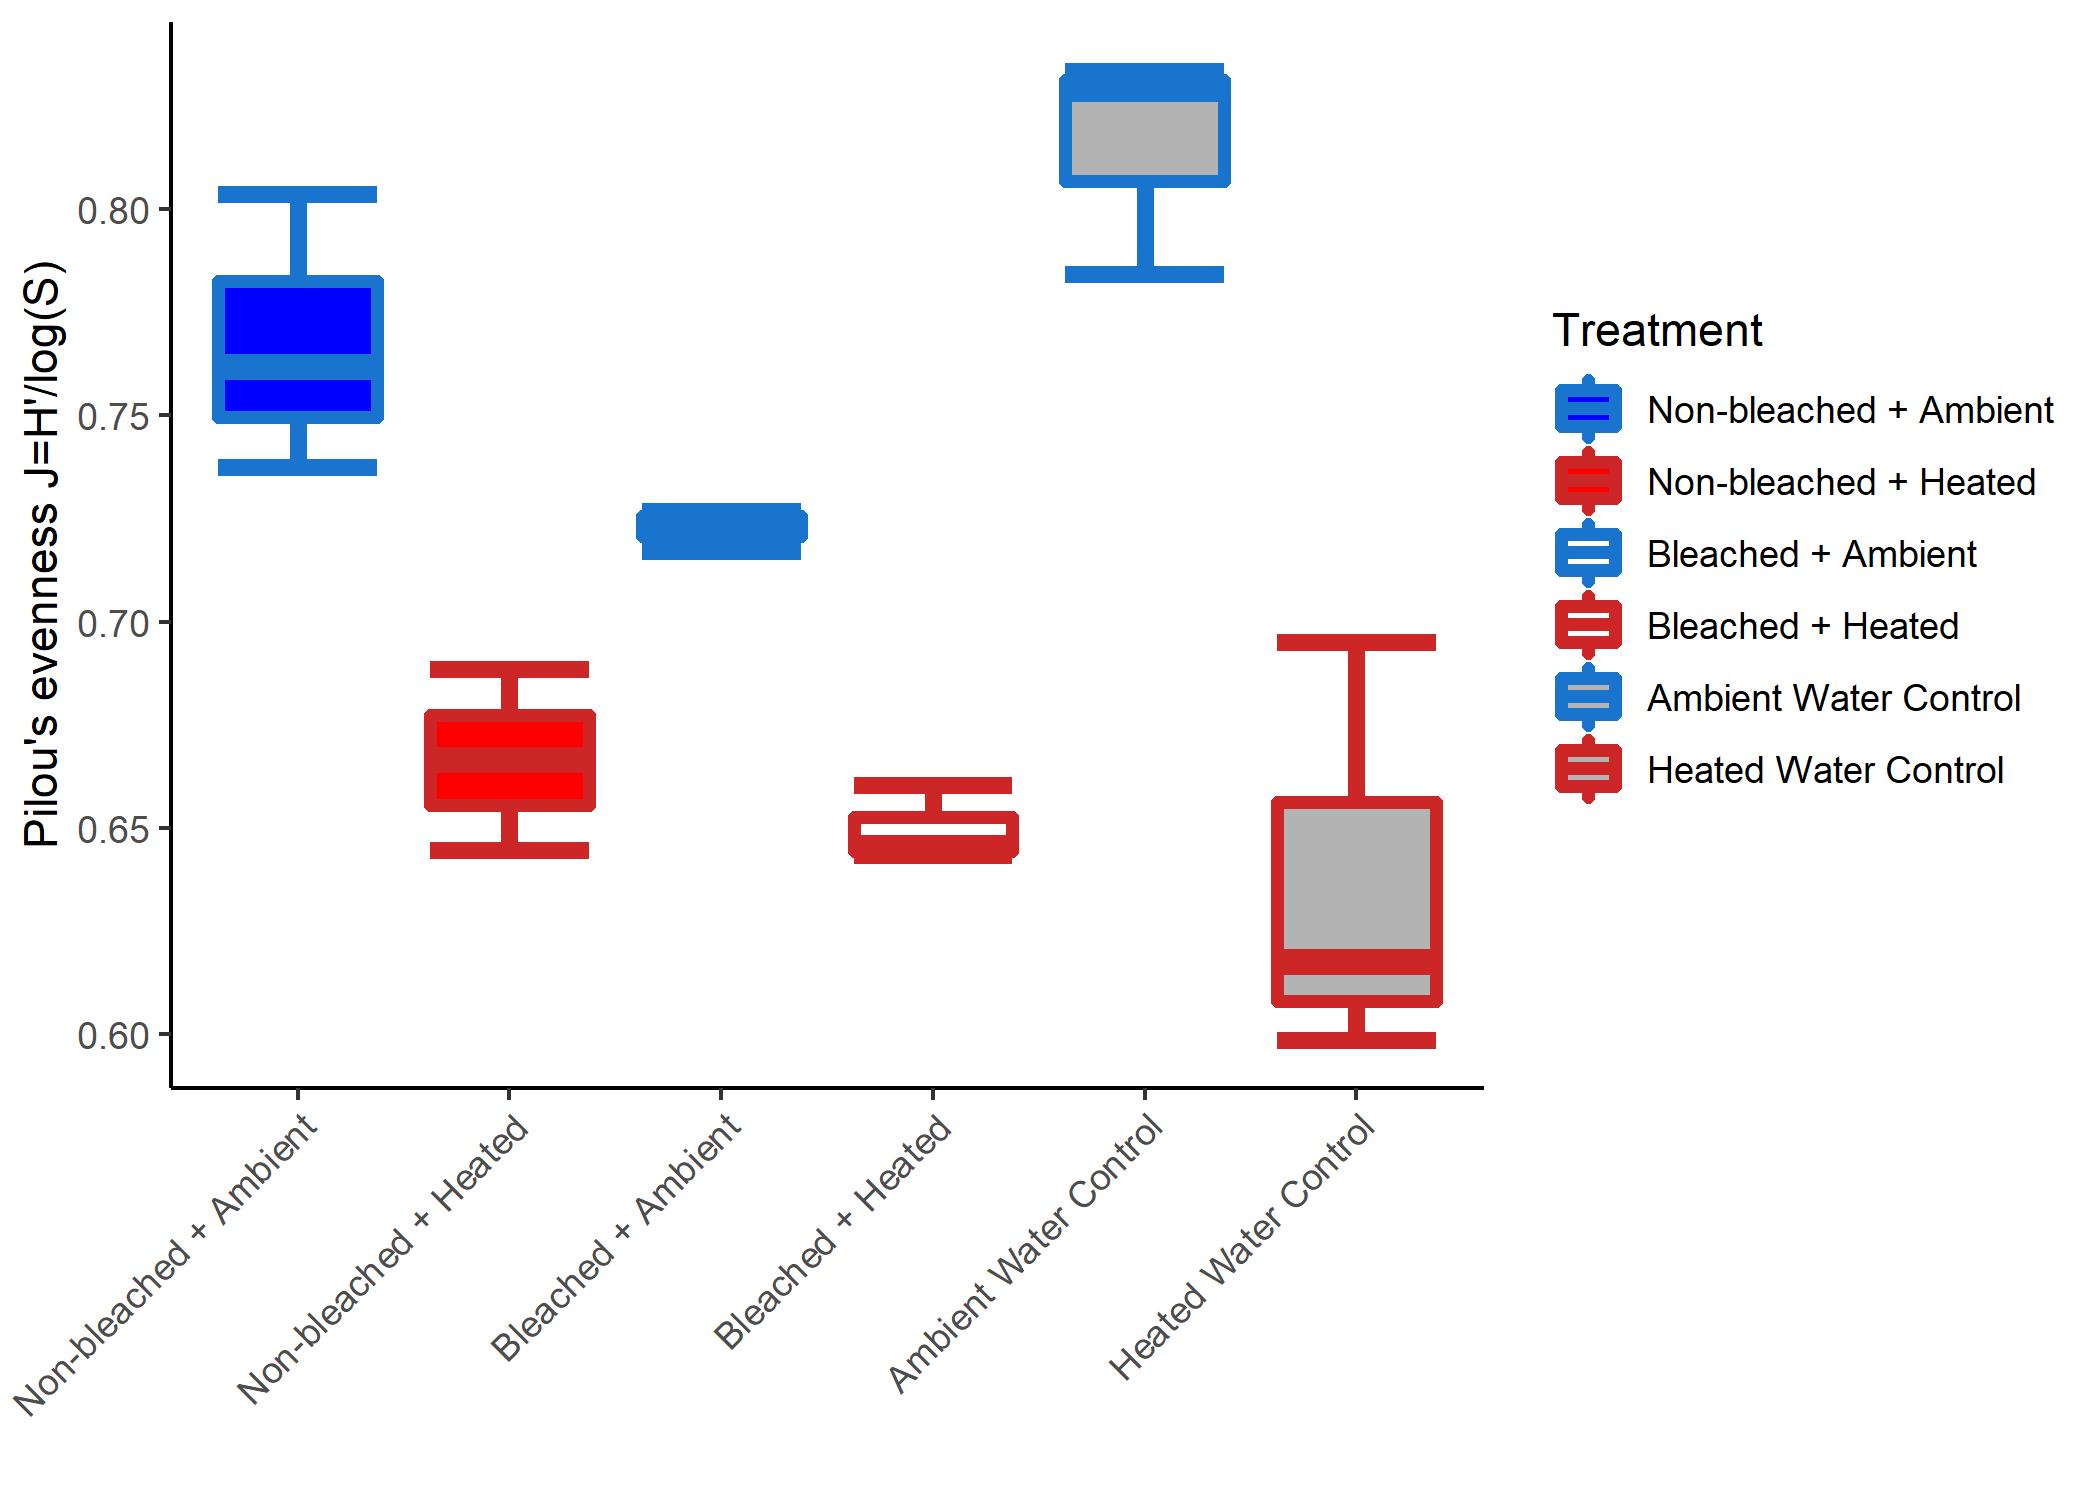 Pilou's evenness J=H'/log(S)
0.80
0.75
0.70
0.65
0.60
Non-bleached + Ambient
Non-bleached + Heated
Bleached + Ambient
Bleached + Heated
Ambient Water Control
Heated Water Control
Treatment
Non-bleached + Ambient
Non-bleached + Heated
Bleached + Ambient
Bleached + Heated
Ambient Water Control
Heated Water Control